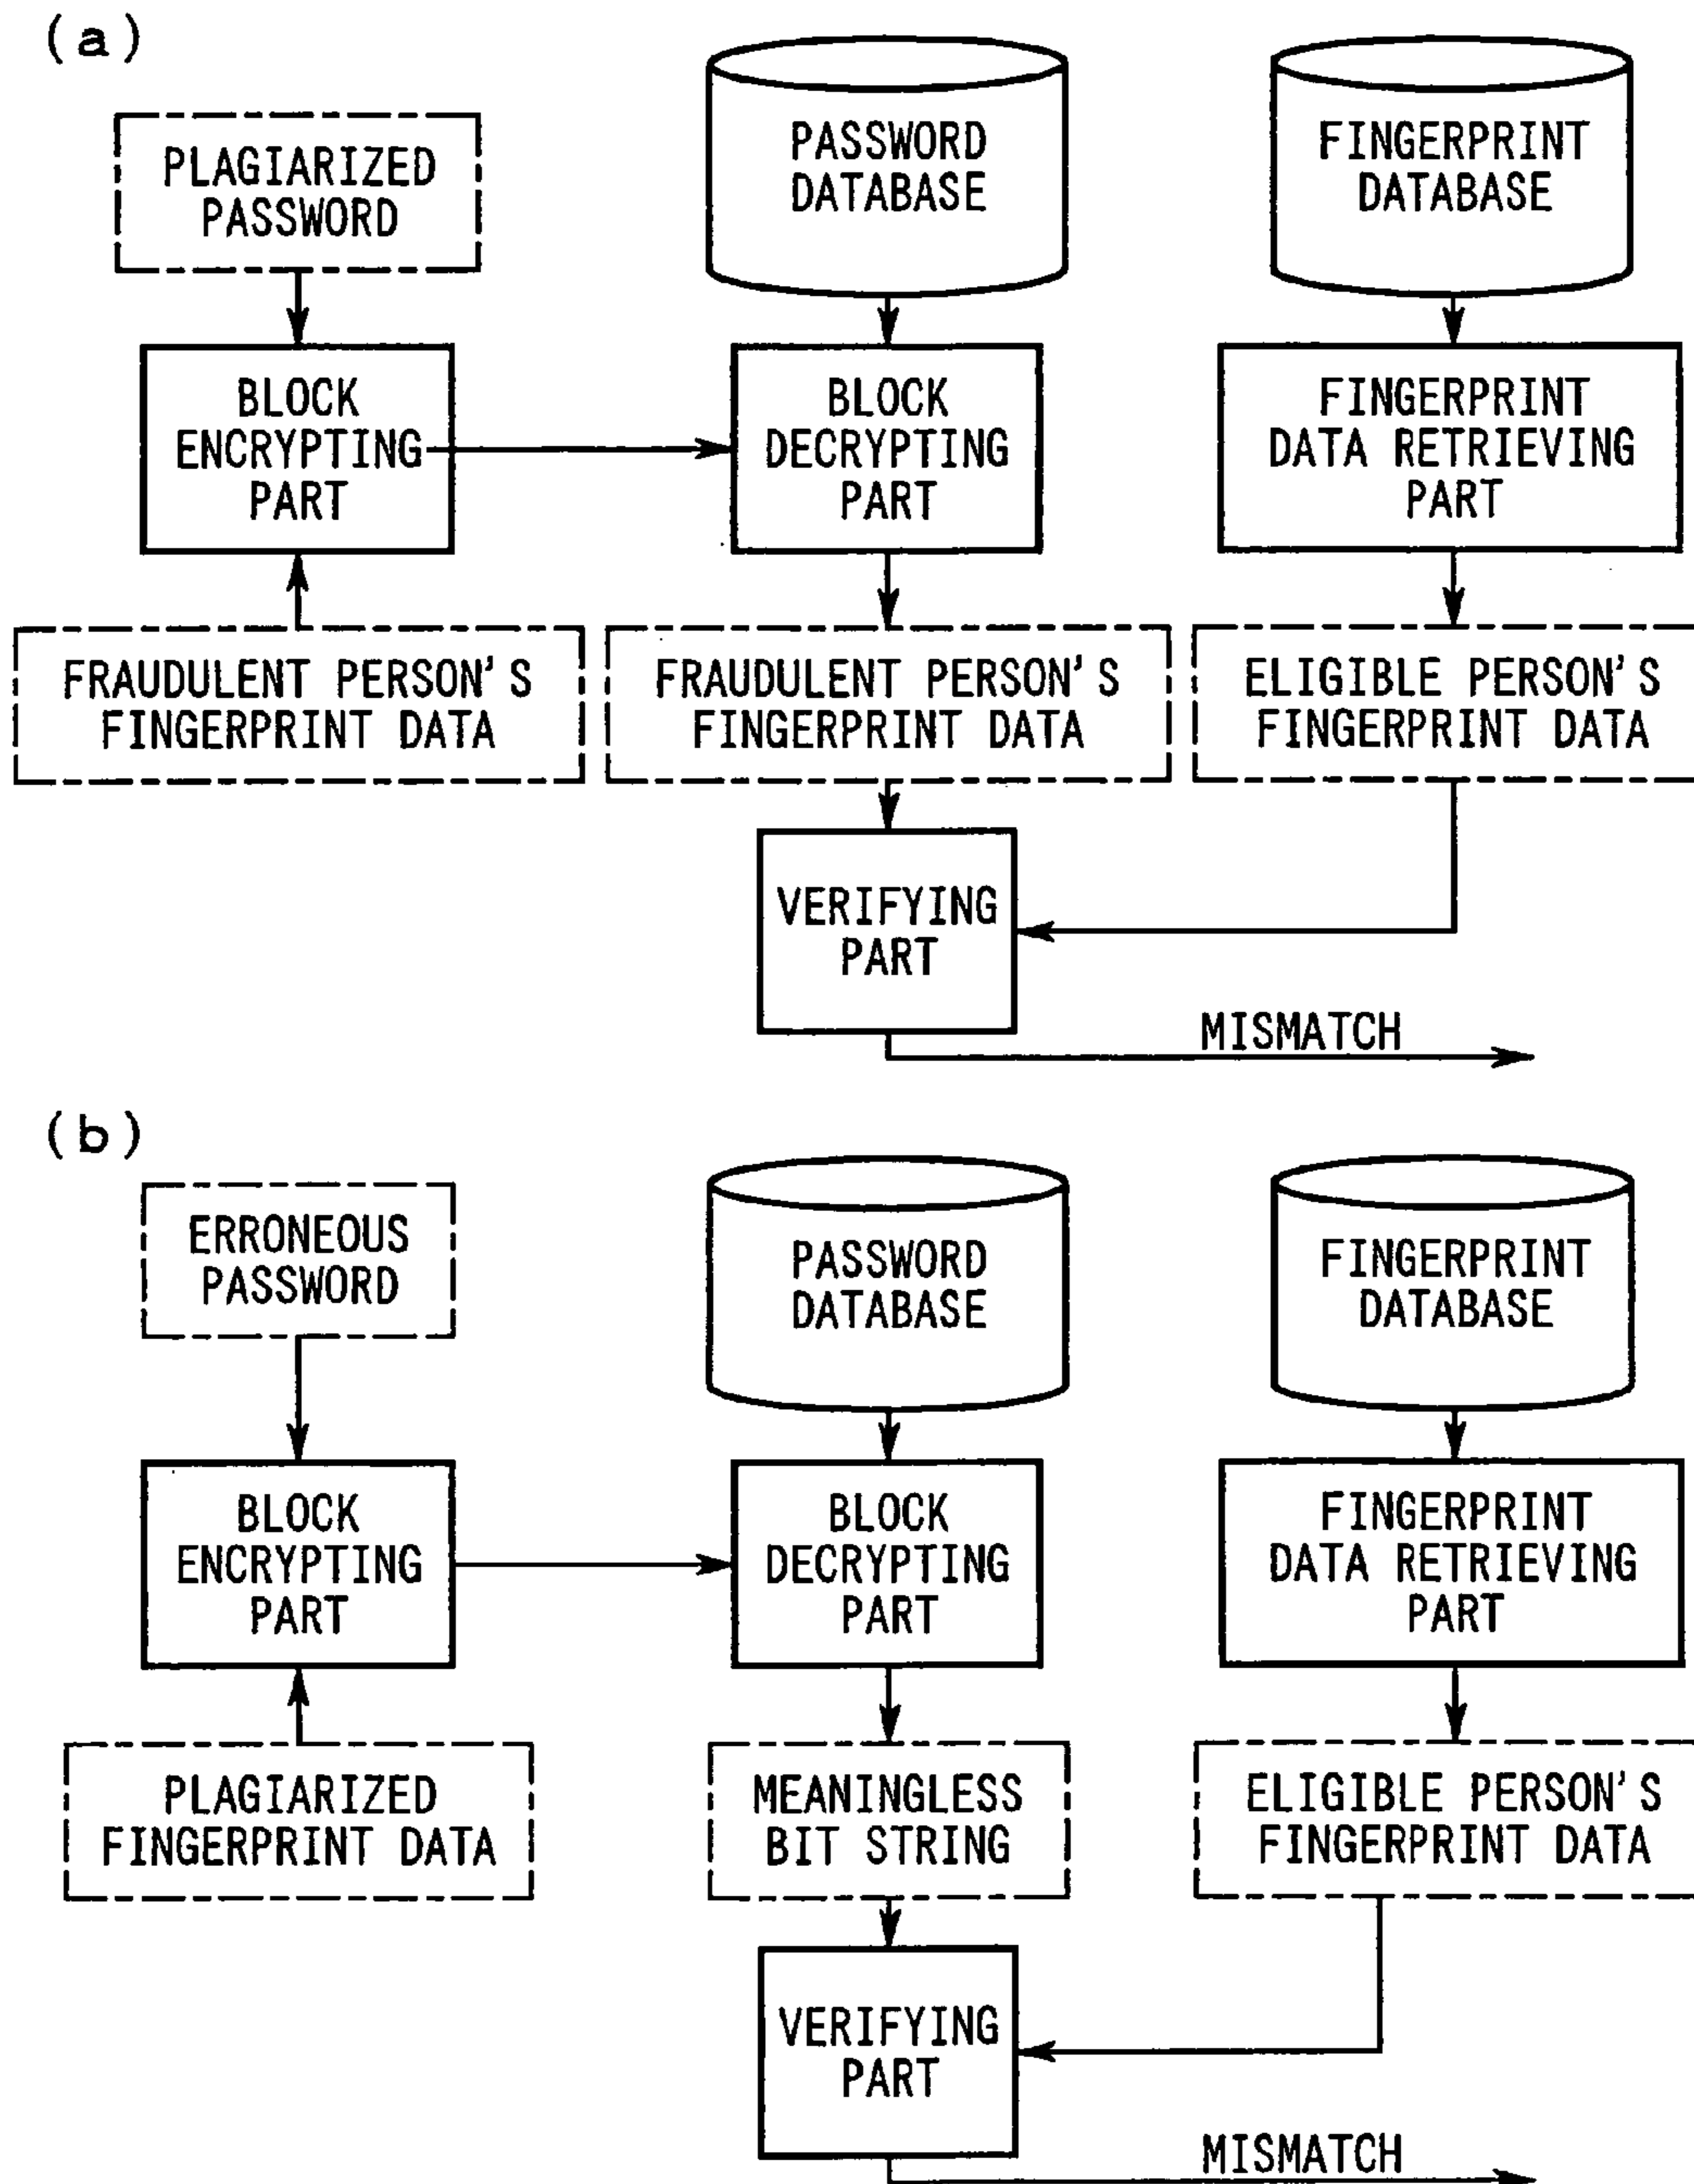 (a)
PLAGIARIZED
PASSWORD
PASSWORD
DATABASE
FINGERPRINT
DATABASE
BLOCK
ENCRYPTING
PART
BLOCK
DECRYPTING
PART
FINGERPRINT
DATA RETRIEVING
PART
FRAUDULENT PERSON'S
FINGERPRINT DATA
FRAUDULENT PERSON'S
FINGERPRINT DATA
ELIGIBLE PERSON'S
FINGERPRINT DATA
VERIFYING
PART
MISMATCH
(b)
ERRONEOUS
PASSWORD
PASSWORD
DATABASE
FINGERPRINT
DATABASE
BLOCK
ENCRYPTING
PART
BLOCK
DECRYPTING
PART
FINGERPRINT
DATA RETRIEVING
PART
PLAGIARIZED
FINGERPRINT DATA
MEANINGLESS
BIT STRING
ELIGIBLE PERSON'S
FINGERPRINT DATA
VERIFYING
PART
MISMATCH